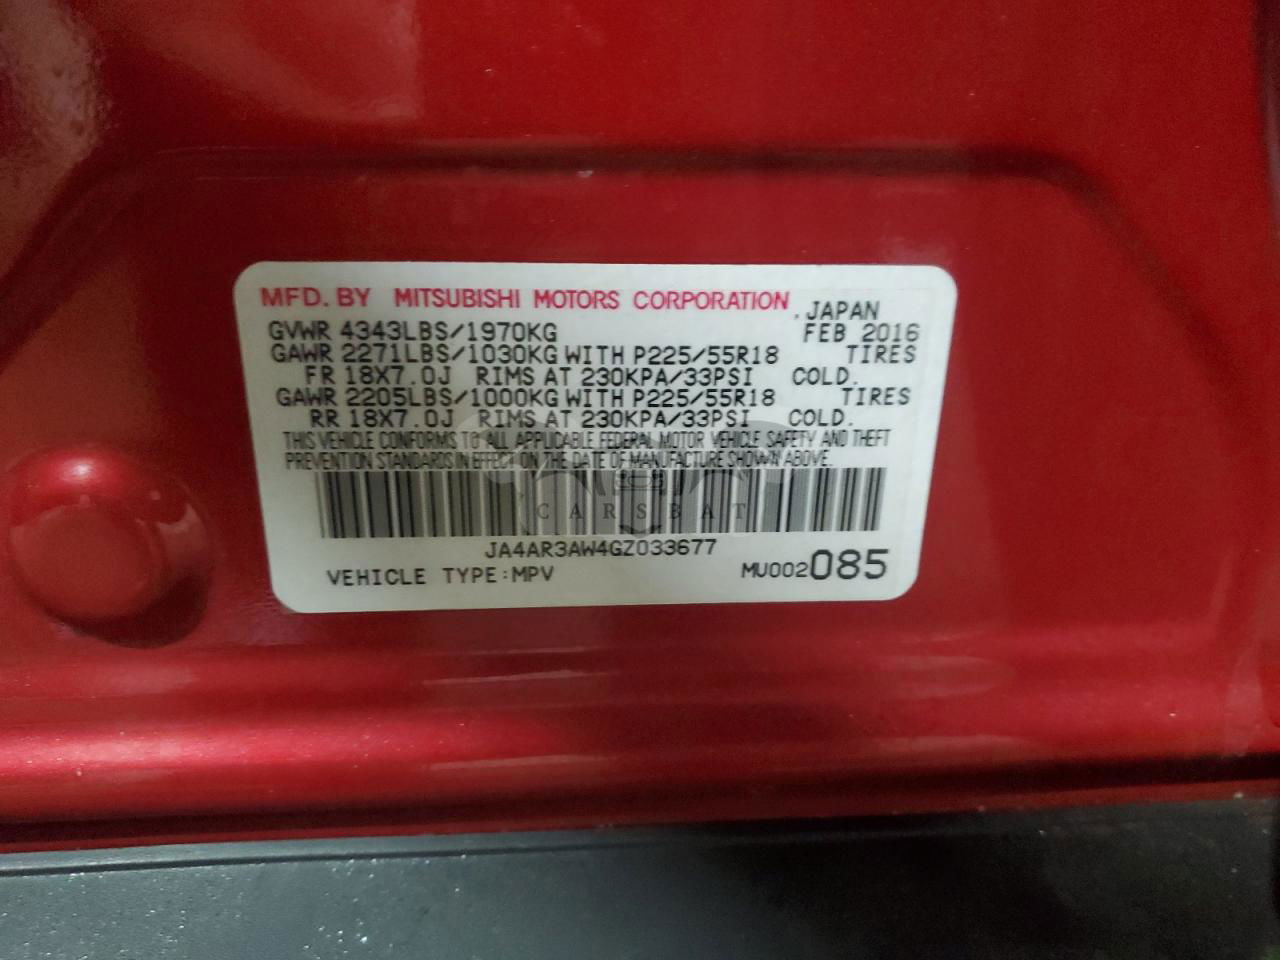 MFD. BY MITSUBISHI MOTORS CORPORATION, JAPAN
GVWR 4343LBS/1970KG FEB 2016
GAWR 2271LBS/1030KG WITH P225/55R18 TIRES
FR 18X7.0J RIMS AT 230KPA/33PSI COLD.
GAWR 2205LBS/1000KG WITH P225/55R18 TIRES
RR 18X7.0J RIMS AT 230KPA/33PSI COLD.
THIS VEHICLE CONFORMS TO ALL APPLICABLE FEDERAL MOTOR VEHICLE SAFETY AND THEFT
PREVENTION STANDARDS IN EFFECT ON THE DATE OF MANUFACTURE SHOWN ABOVE.
CARSBAT
JA4AR3AW4GZ033677
VEHICLE TYPE:MPV MU002085